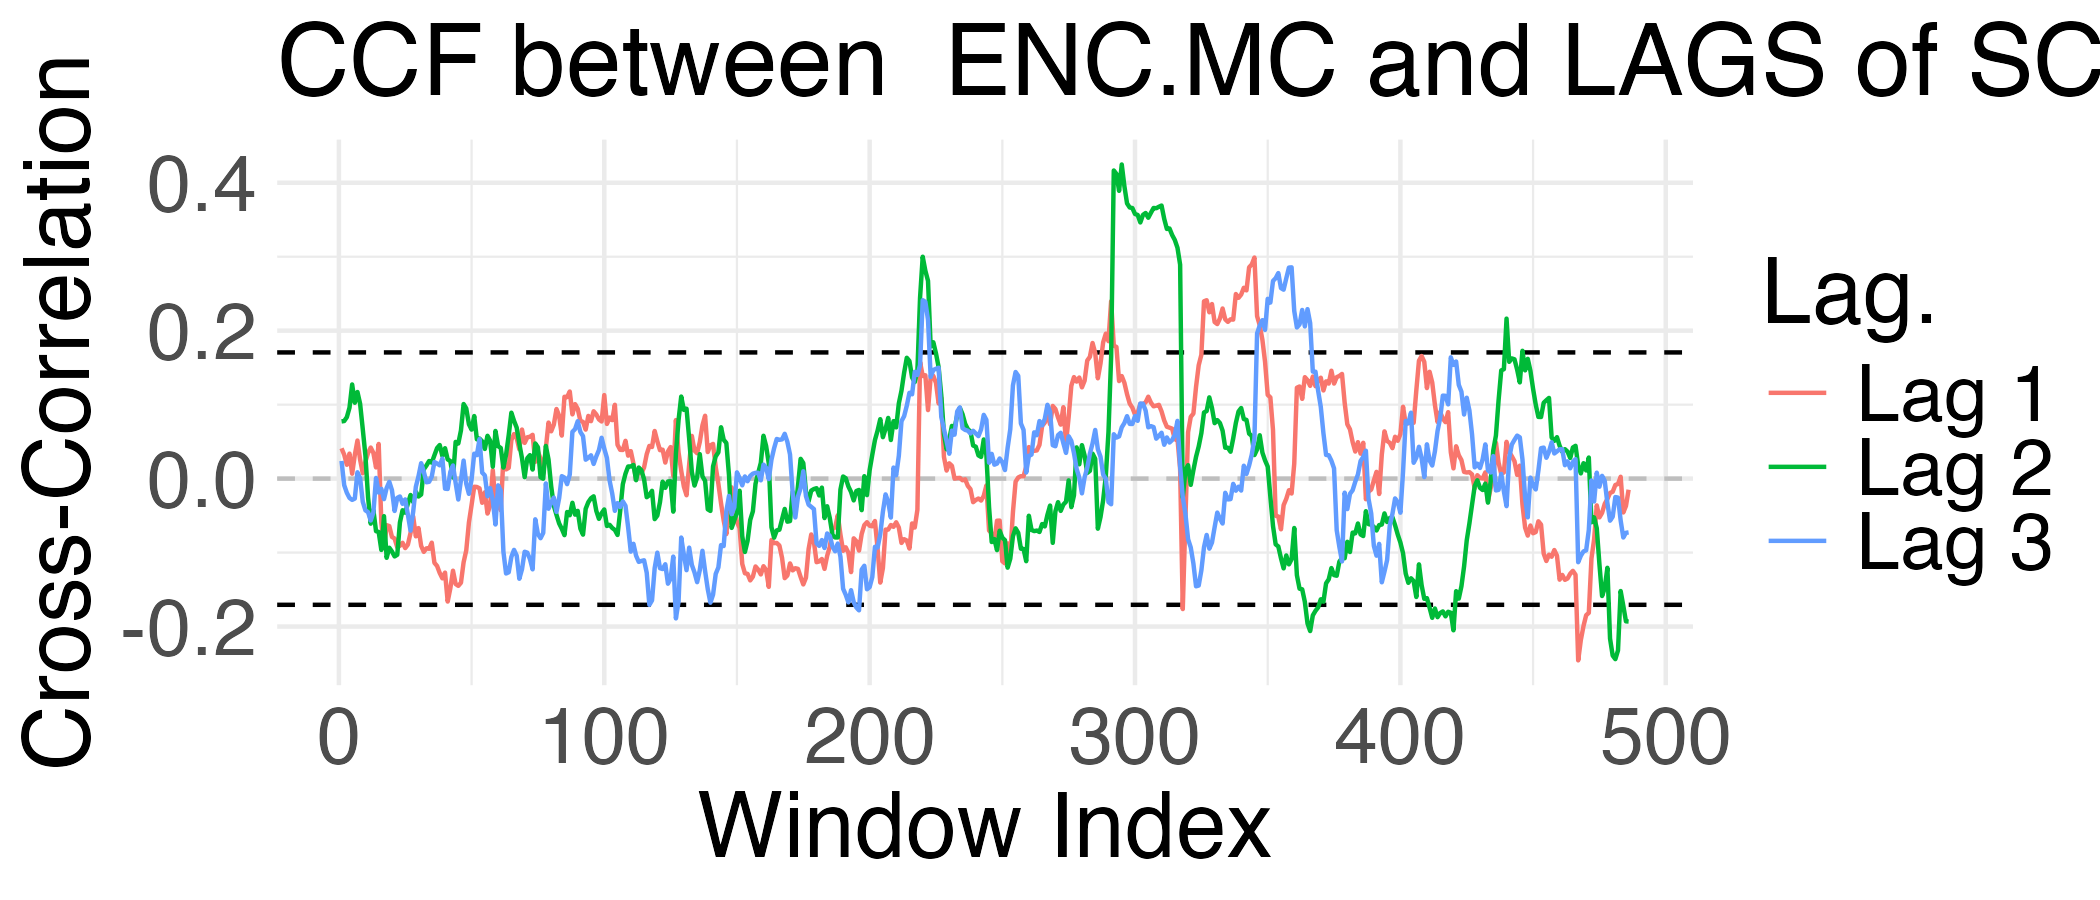 CCF between  ENC.MC and LAGS of SC
Cross-Correlation
0.4
0.2
0.0
-0.2
0 100 200 300 400 500
Window Index
Lag.
Lag 1
Lag 2
Lag 3